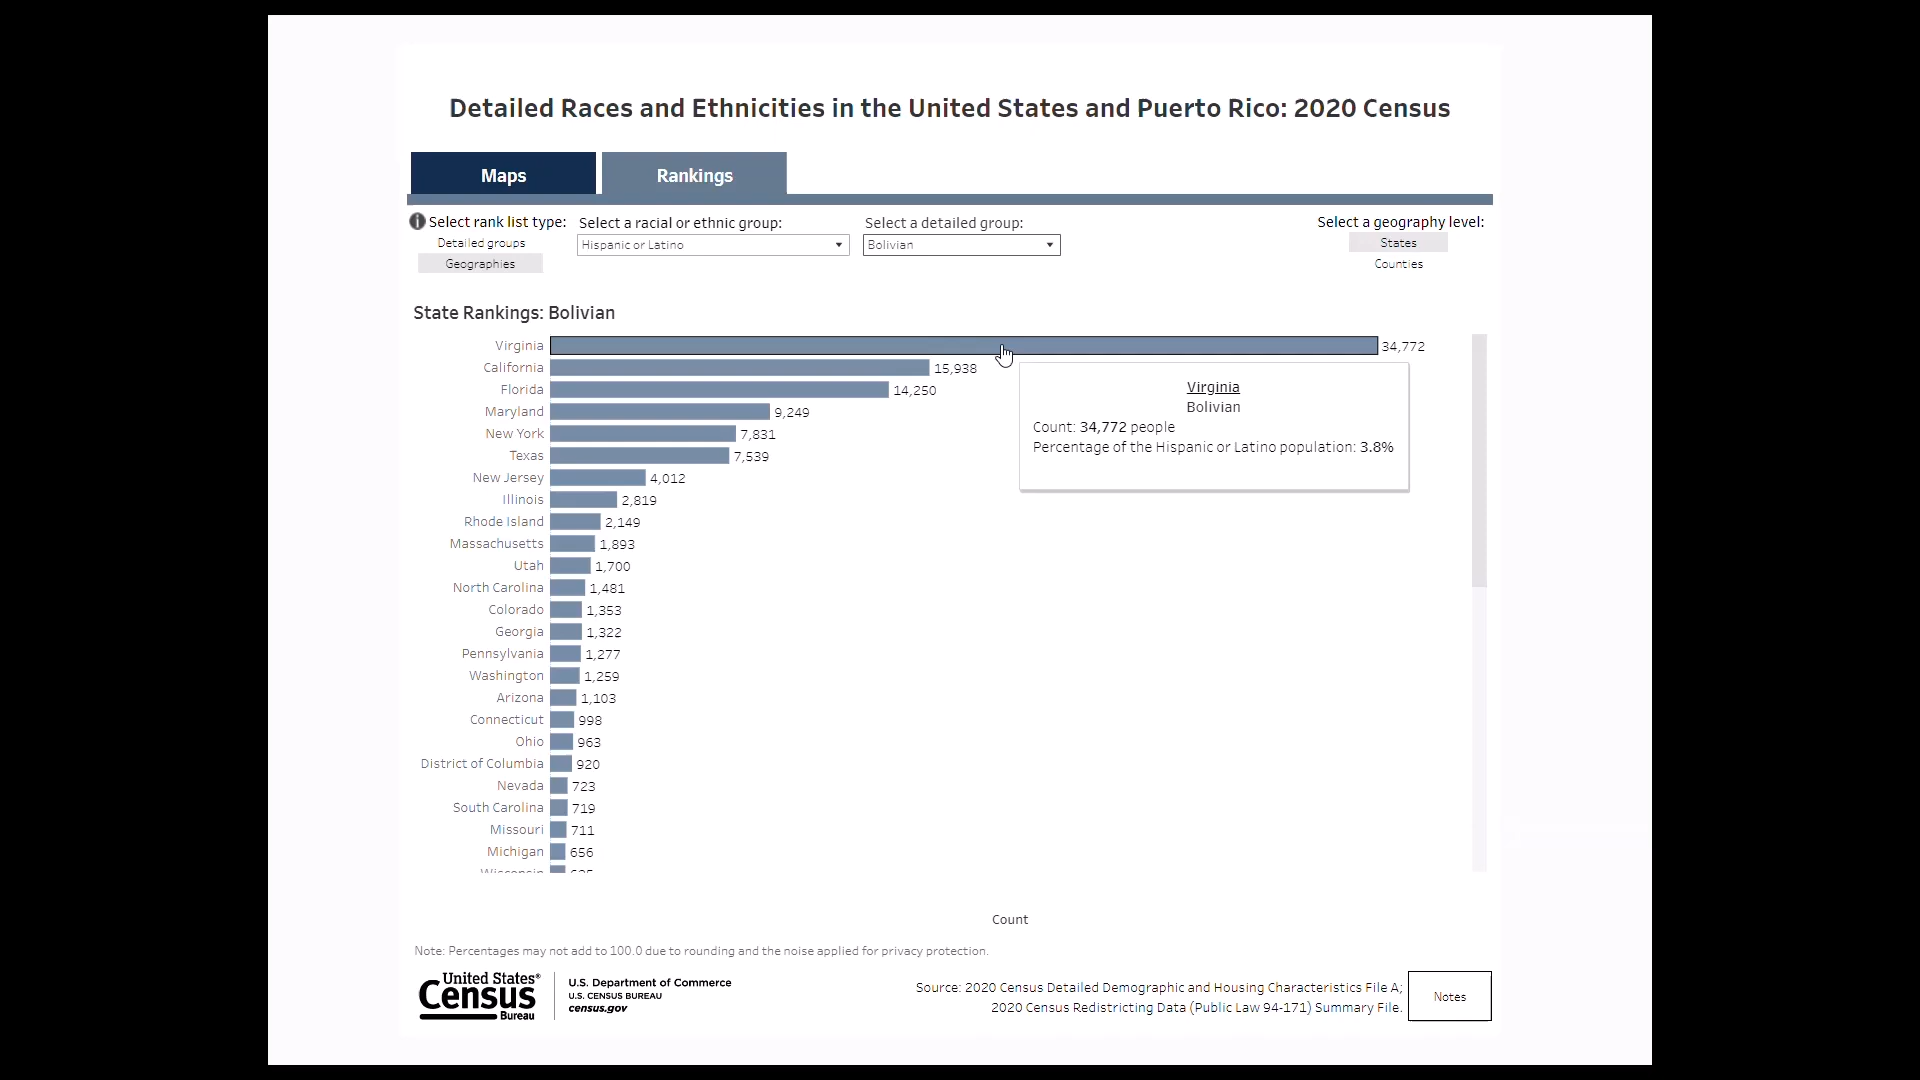 Detailed Races and Ethnicities in the United States and Puerto Rico: 2020 Census
Maps
Rankings
Select rank list type:
Detailed groups
Geographies
Select a racial or ethnic group:
Hispanic or Latino
Select a detailed group:
Bolivian
Select a geography level:
States
Counties
State Rankings: Bolivian
Virginia 34,772
California 15,938
Florida 14,250
Maryland 9,249
New York 7,831
Texas 7,539
New Jersey 4,012
Illinois 2,819
Rhode Island 2,149
Massachusetts 1,893
Utah 1,700
North Carolina 1,481
Colorado 1,353
Georgia 1,322
Pennsylvania 1,277
Washington 1,259
Arizona 1,103
Connecticut 998
Ohio 963
District of Columbia 920
Nevada 723
South Carolina 719
Missouri 711
Michigan 656
Wisconsin
Virginia
Bolivian
Count: 34,772 people
Percentage of the Hispanic or Latino population: 3.8%
Count
Note: Percentages may not add to 100.0 due to rounding and the noise applied for privacy protection.
United States®
Census
Bureau
U.S. Department of Commerce
U.S. CENSUS BUREAU
census.gov
Source: 2020 Census Detailed Demographic and Housing Characteristics File A;
2020 Census Redistricting Data (Public Law 94-171) Summary File.
Notes